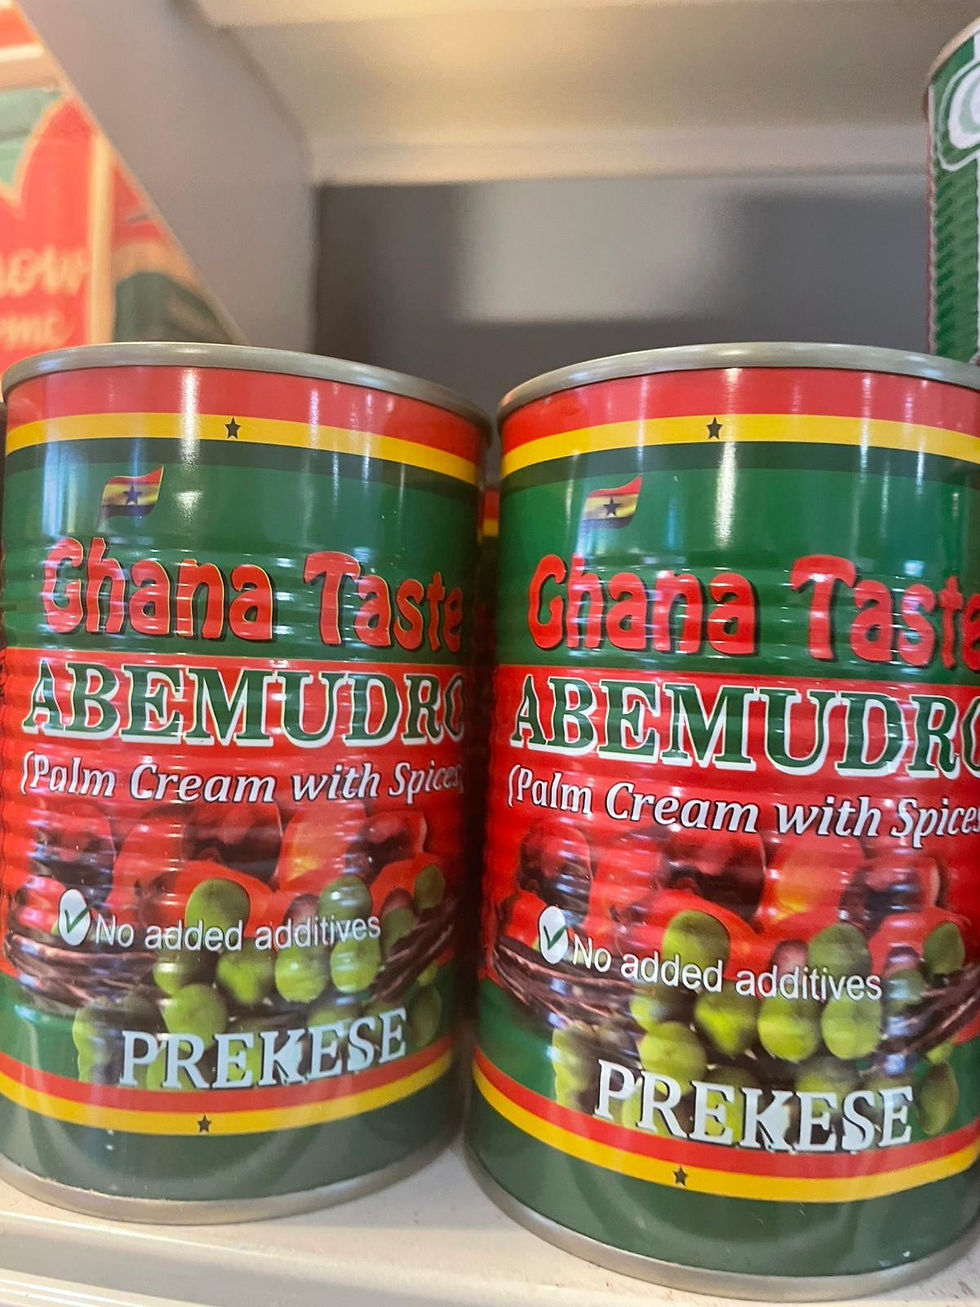 Ghana Taste
ABEMUDRO
(Palm Cream with Spices)
No added additives
PREKESE
Ghana Taste
ABEMUDRO
(Palm Cream with Spices
No added additives
PREKESE